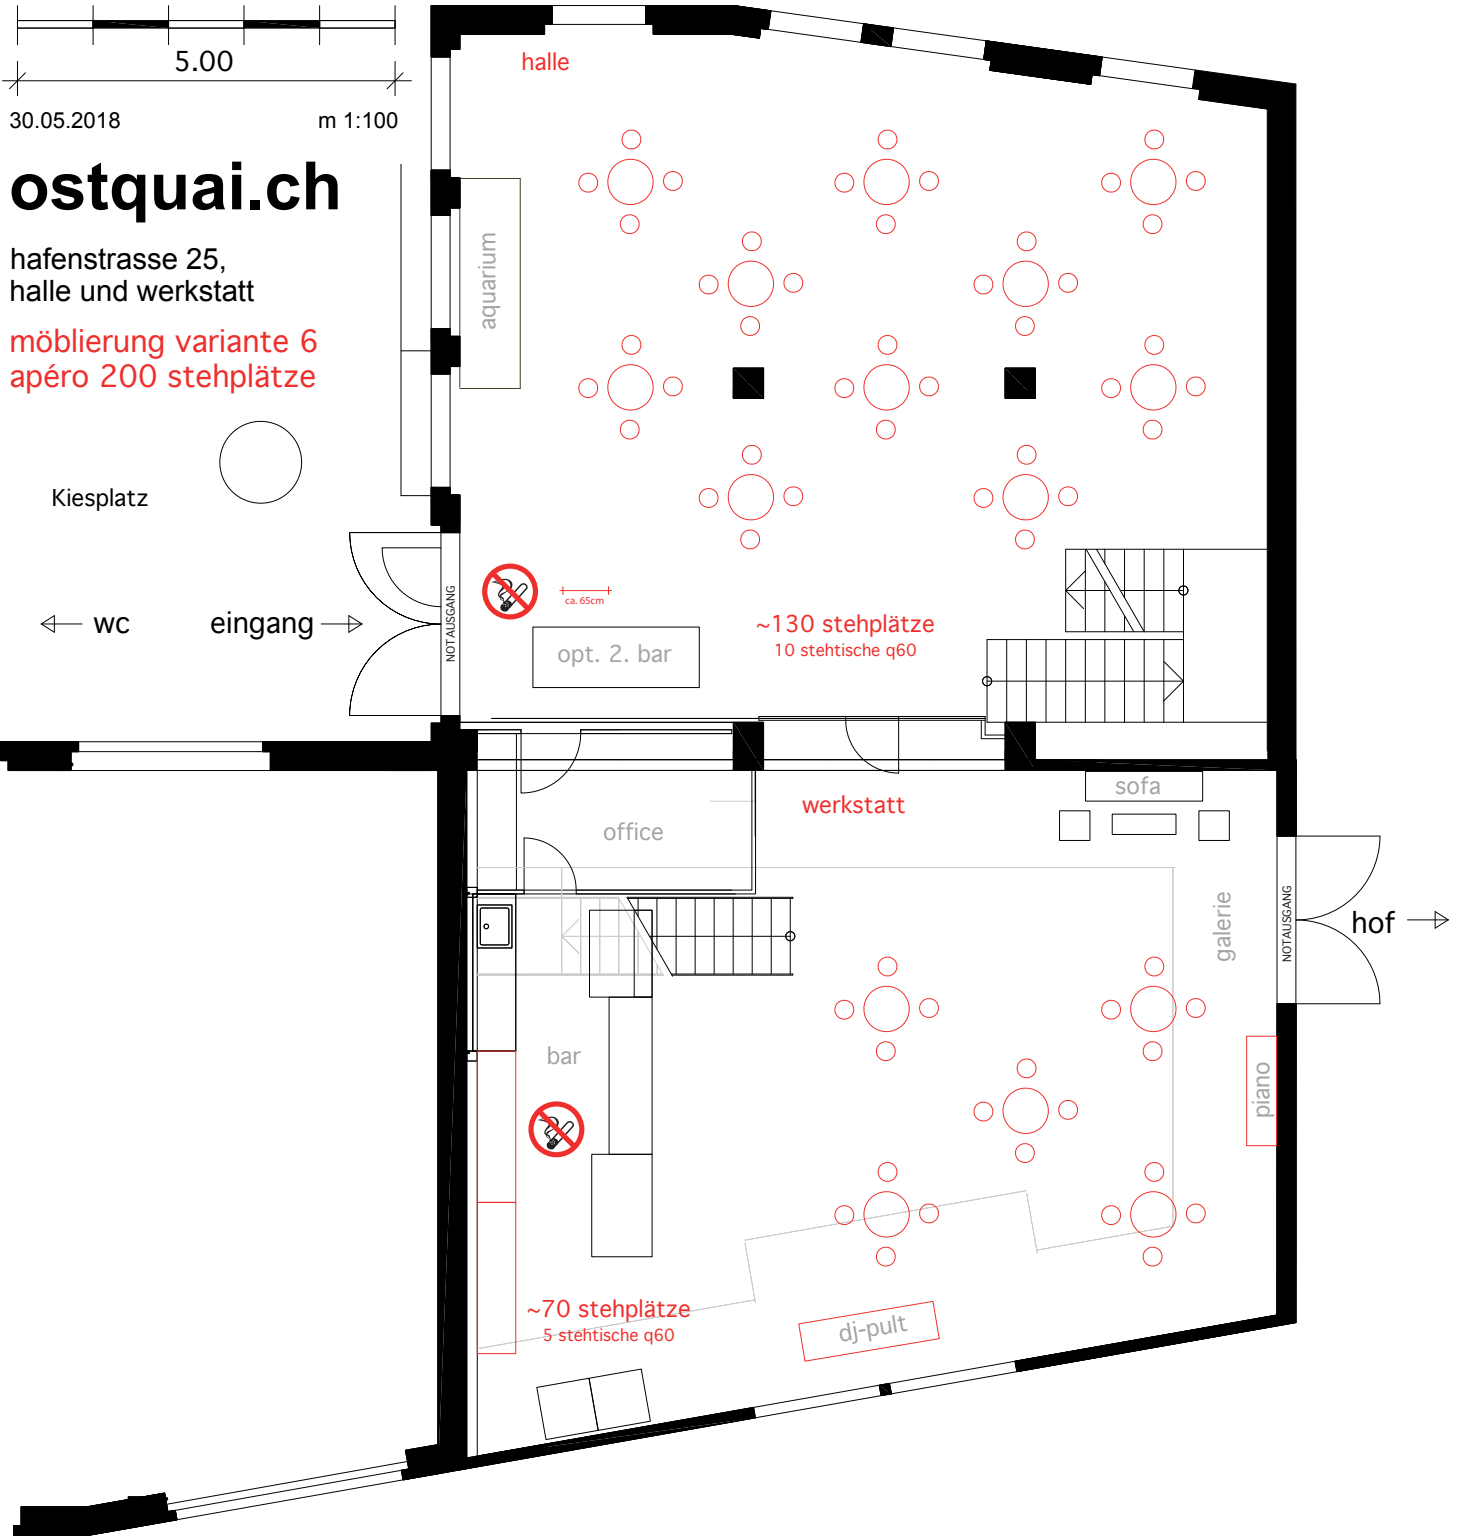 5.00
30.05.2018
m 1:100
ostquai.ch
hafenstrasse 25,
halle und werkstatt
möblierung variante 6
apéro 200 stehplätze
Kiesplatz
wc
eingang
NOTAUSGANG
halle
aquarium
ca. 65cm
opt. 2. bar
~130 stehplätze
10 stehtische q60
werkstatt
office
sofa
galerie
NOTAUSGANG
hof
bar
piano
~70 stehplätze
5 stehtische q60
dj-pult